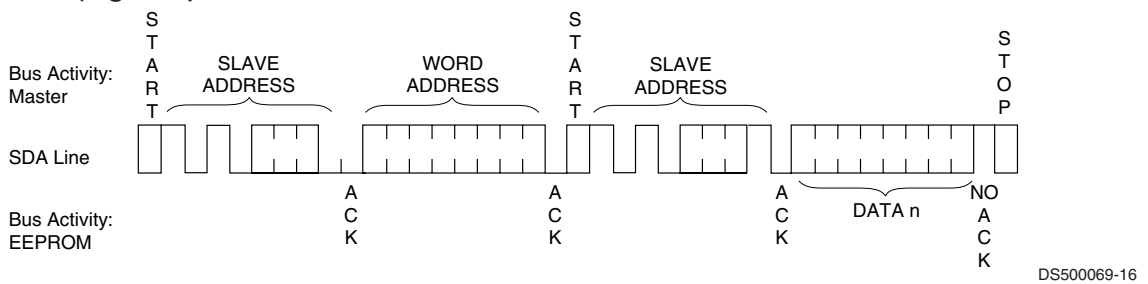 START
START
STOP
Bus Activity:
Master
SLAVE
ADDRESS
WORD
ADDRESS
SLAVE
ADDRESS
SDA Line
Bus Activity:
EEPROM
ACK
ACK
ACK
DATA n
NO
ACK
DS500069-16